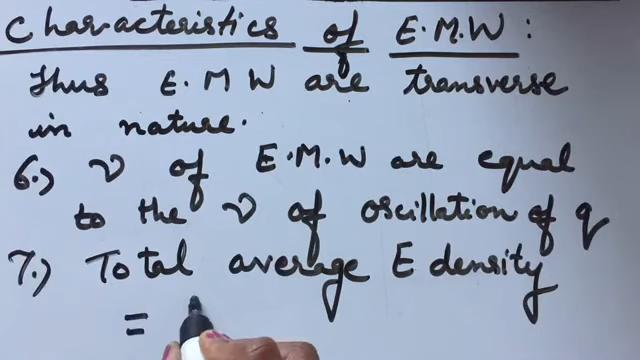 Characteristics of E.M.W :
Thus E.M W are transverse
in nature.
6.) ν of E.M.W are equal
to the ν of oscillation of q
7.) Total average E density
=